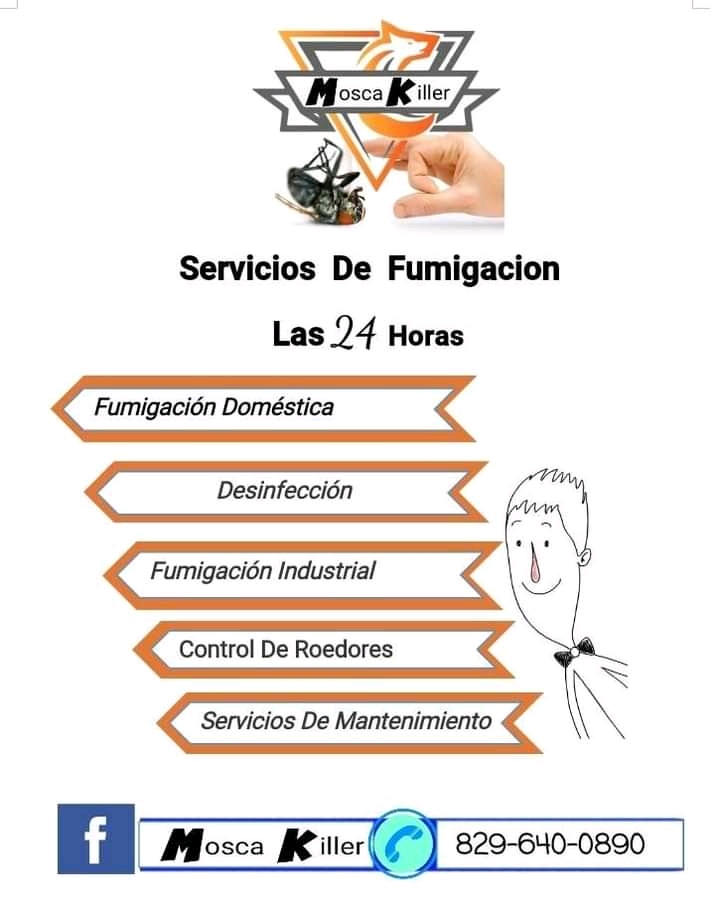 Mosca Killer
Servicios De Fumigacion
Las 24 Horas
Fumigación Doméstica
Desinfección
Fumigación Industrial
Control De Roedores
Servicios De Mantenimiento
f Mosca Killer 829-640-0890